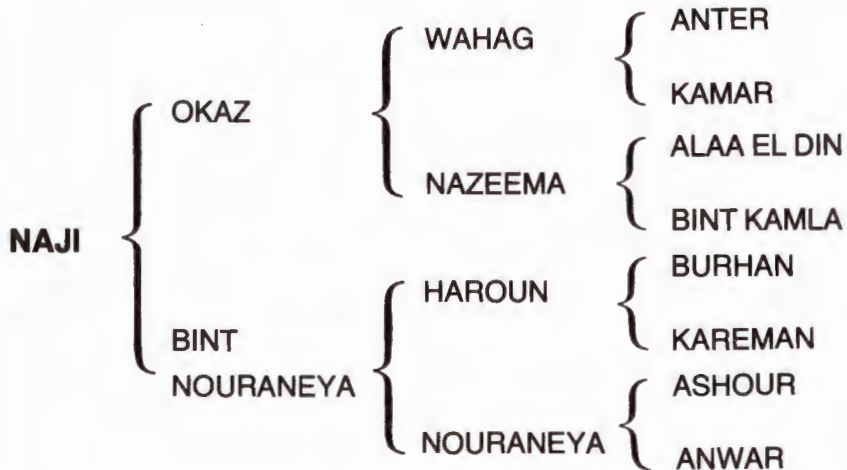 WAHAG
ANTER
KAMAR
OKAZ
NAZEEMA
ALAA EL DIN
BINT KAMLA
NAJI
BINT
NOURANEYA
HAROUN
BURHAN
KAREMAN
NOURANEYA
ASHOUR
ANWAR